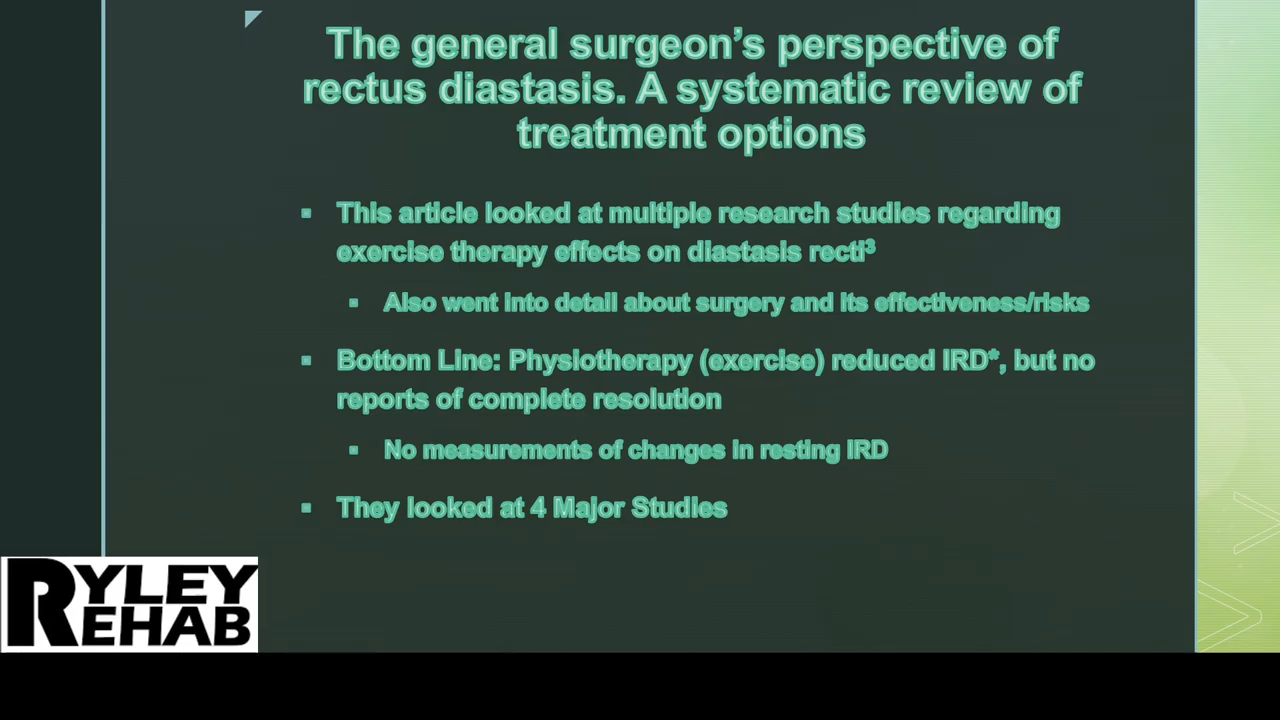 The general surgeon's perspective of
rectus diastasis. A systematic review of
treatment options
▪ This article looked at multiple research studies regarding
exercise therapy effects on diastasis recti³
▪ Also went into detail about surgery and its effectiveness/risks
▪ Bottom Line: Physiotherapy (exercise) reduced IRD*, but no
reports of complete resolution
▪ No measurements of changes in resting IRD
▪ They looked at 4 Major Studies
RYLEY
REHAB